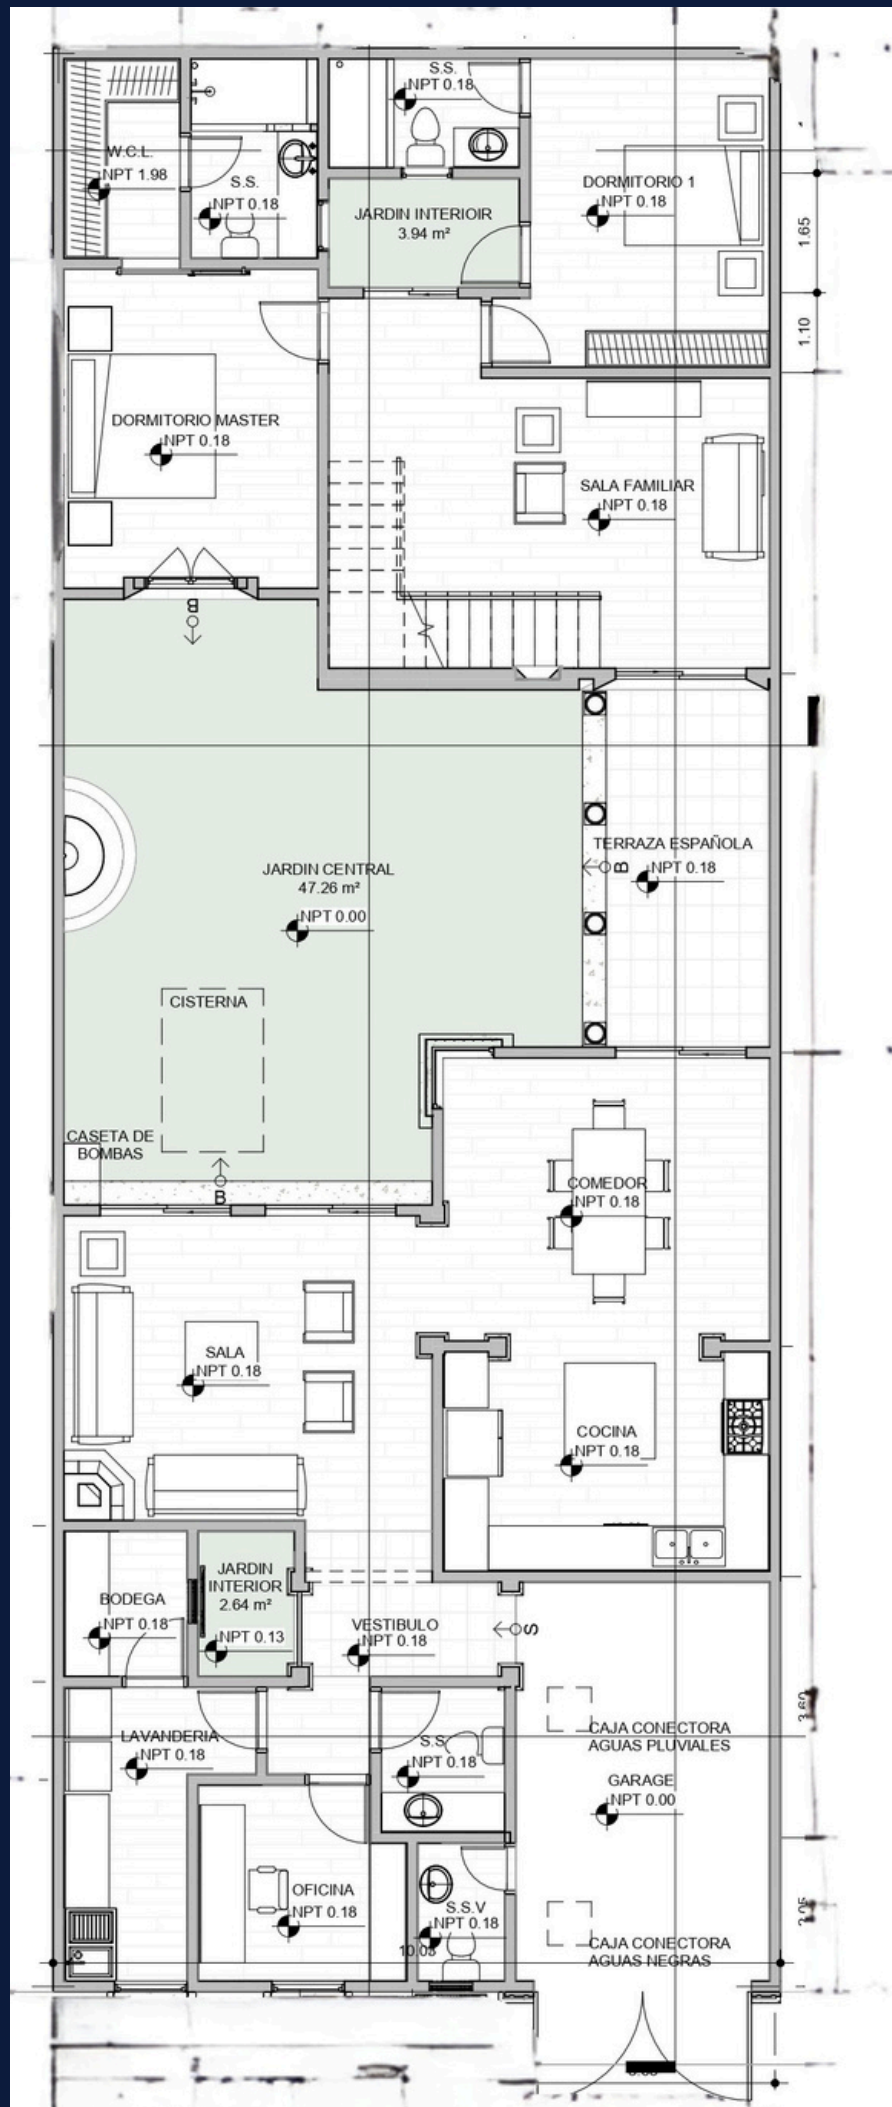 S.S.
NPT 0.18
W.C.L.
NPT 1.98
S.S.
NPT 0.18
DORMITORIO 1
NPT 0.18
JARDIN INTERIOIR
3.94 m²
1.65
1.10
DORMITORIO MASTER
NPT 0.18
SALA FAMILIAR
NPT 0.18
B
JARDIN CENTRAL
47.26 m²
NPT 0.00
TERRAZA ESPAÑOLA
B
NPT 0.18
CISTERNA
CASETA DE
BOMBAS
B
COMEDOR
NPT 0.18
SALA
NPT 0.18
COCINA
NPT 0.18
JARDIN
INTERIOR
2.64 m²
NPT 0.13
BODEGA
NPT 0.18
VESTIBULO
NPT 0.18
S
LAVANDERIA
NPT 0.18
S.S.
NPT 0.18
3.60
CAJA CONECTORA
AGUAS PLUVIALES
GARAGE
NPT 0.00
OFICINA
NPT 0.18
S.S.V
NPT 0.18
CAJA CONECTORA
AGUAS NEGRAS